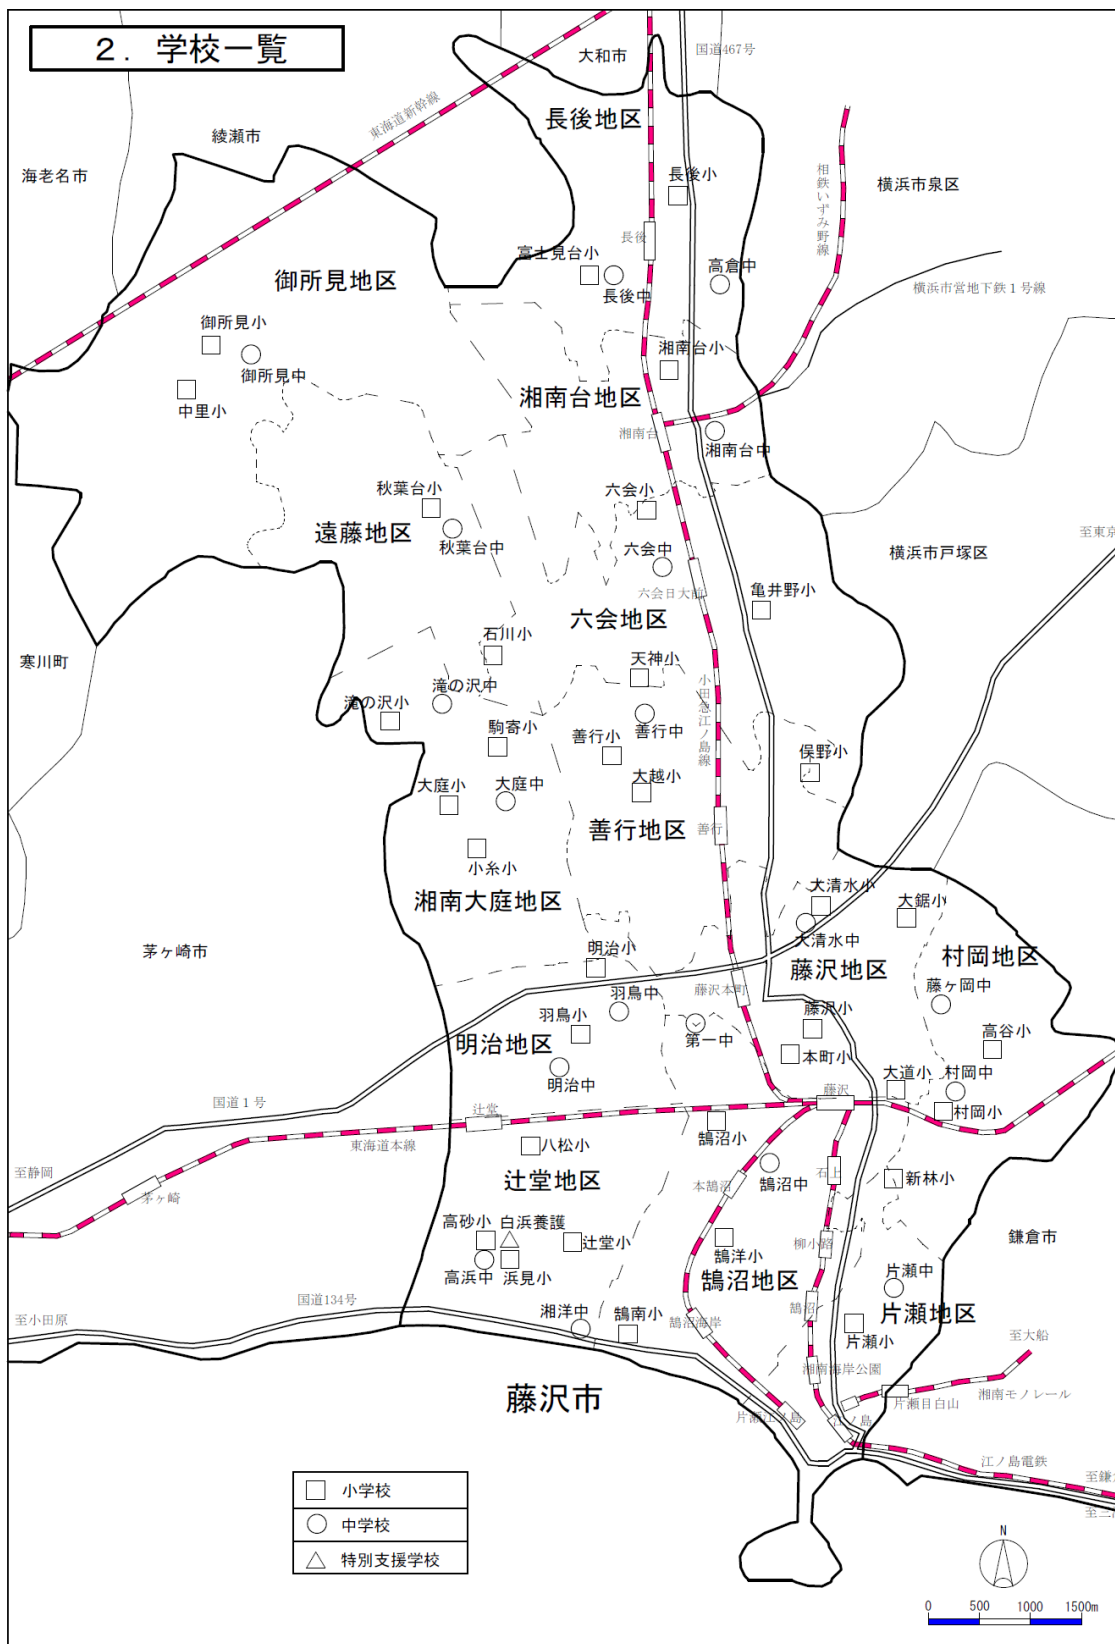 ２．学校一覧
大和市
国道467号
東海道新幹線
長後地区
綾瀬市
海老名市
長後小
横浜市泉区
相鉄いずみ野線
長後
富士見台小
高倉中
御所見地区
長後中
横浜市営地下鉄１号線
御所見小
湘南台小
御所見中
中里小
湘南台地区
湘南台
湘南台中
秋葉台小
六会小
遠藤地区
秋葉台中
六会中
横浜市戸塚区
至東京
六会日大前
亀井野小
六会地区
石川小
寒川町
天神小
滝の沢中
滝の沢小
小田急江ノ島線
駒寄小
善行小
善行中
俣野小
大庭小
大庭中
大越小
善行地区
善行
小糸小
湘南大庭地区
大清水小
大鋸小
茅ヶ崎市
明治小
大清水中
村岡地区
藤沢地区
羽鳥中
藤沢本町
藤ヶ岡中
羽鳥小
藤沢小
第一中
高谷小
明治地区
本町小
明治中
大道小
村岡中
国道１号
辻堂
藤沢
村岡小
東海道本線
鵠沼小
八松小
至静岡
石上
新林小
辻堂地区
本鵠沼
鵠沼中
茅ヶ崎
高砂小
白浜養護
辻堂小
柳小路
鎌倉市
鵠洋小
高浜中
浜見小
鵠沼地区
片瀬中
国道134号
至小田原
湘洋中
鵠南小
鵠沼海岸
鵠沼
片瀬地区
片瀬小
至大船
湘南海岸公園
藤沢市
片瀬目白山
湘南モノレール
片瀬江ノ島
江ノ島
江ノ島電鉄
至鎌
小学校
中学校
特別支援学校
N
0 500 1000 1500m